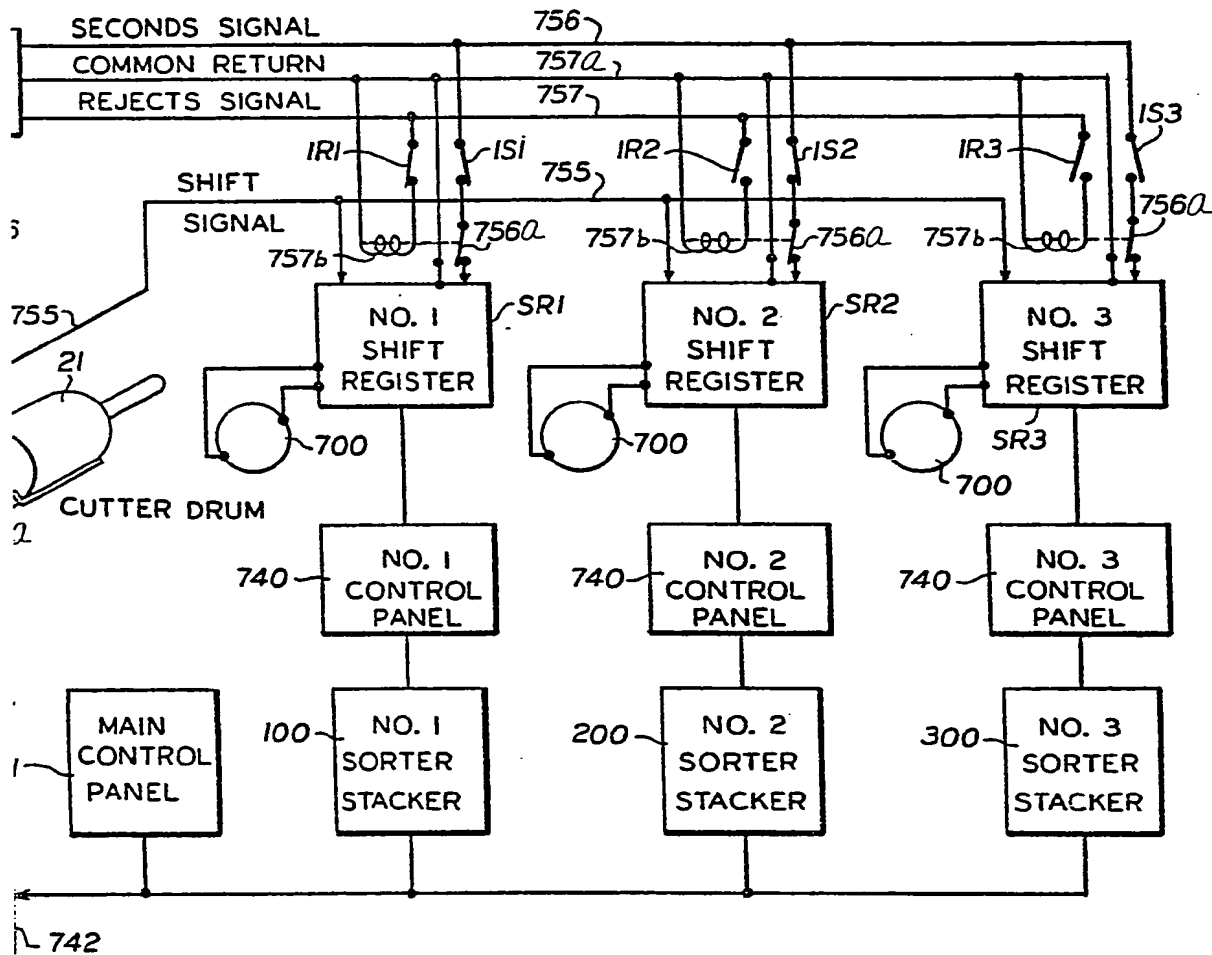 SECONDS SIGNAL
756
COMMON RETURN
757a
REJECTS SIGNAL
757
IR1
IS1
IR2
IS2
IR3
IS3
SHIFT
SIGNAL
755
757b
756a
757b
756a
757b
756a
755
21
NO. 1
SHIFT
REGISTER
SR1
NO. 2
SHIFT
REGISTER
SR2
NO. 3
SHIFT
REGISTER
SR3
700
700
700
CUTTER DRUM
740
NO. 1
CONTROL
PANEL
740
NO. 2
CONTROL
PANEL
740
NO. 3
CONTROL
PANEL
MAIN
CONTROL
PANEL
100
NO. 1
SORTER
STACKER
200
NO. 2
SORTER
STACKER
300
NO. 3
SORTER
STACKER
742